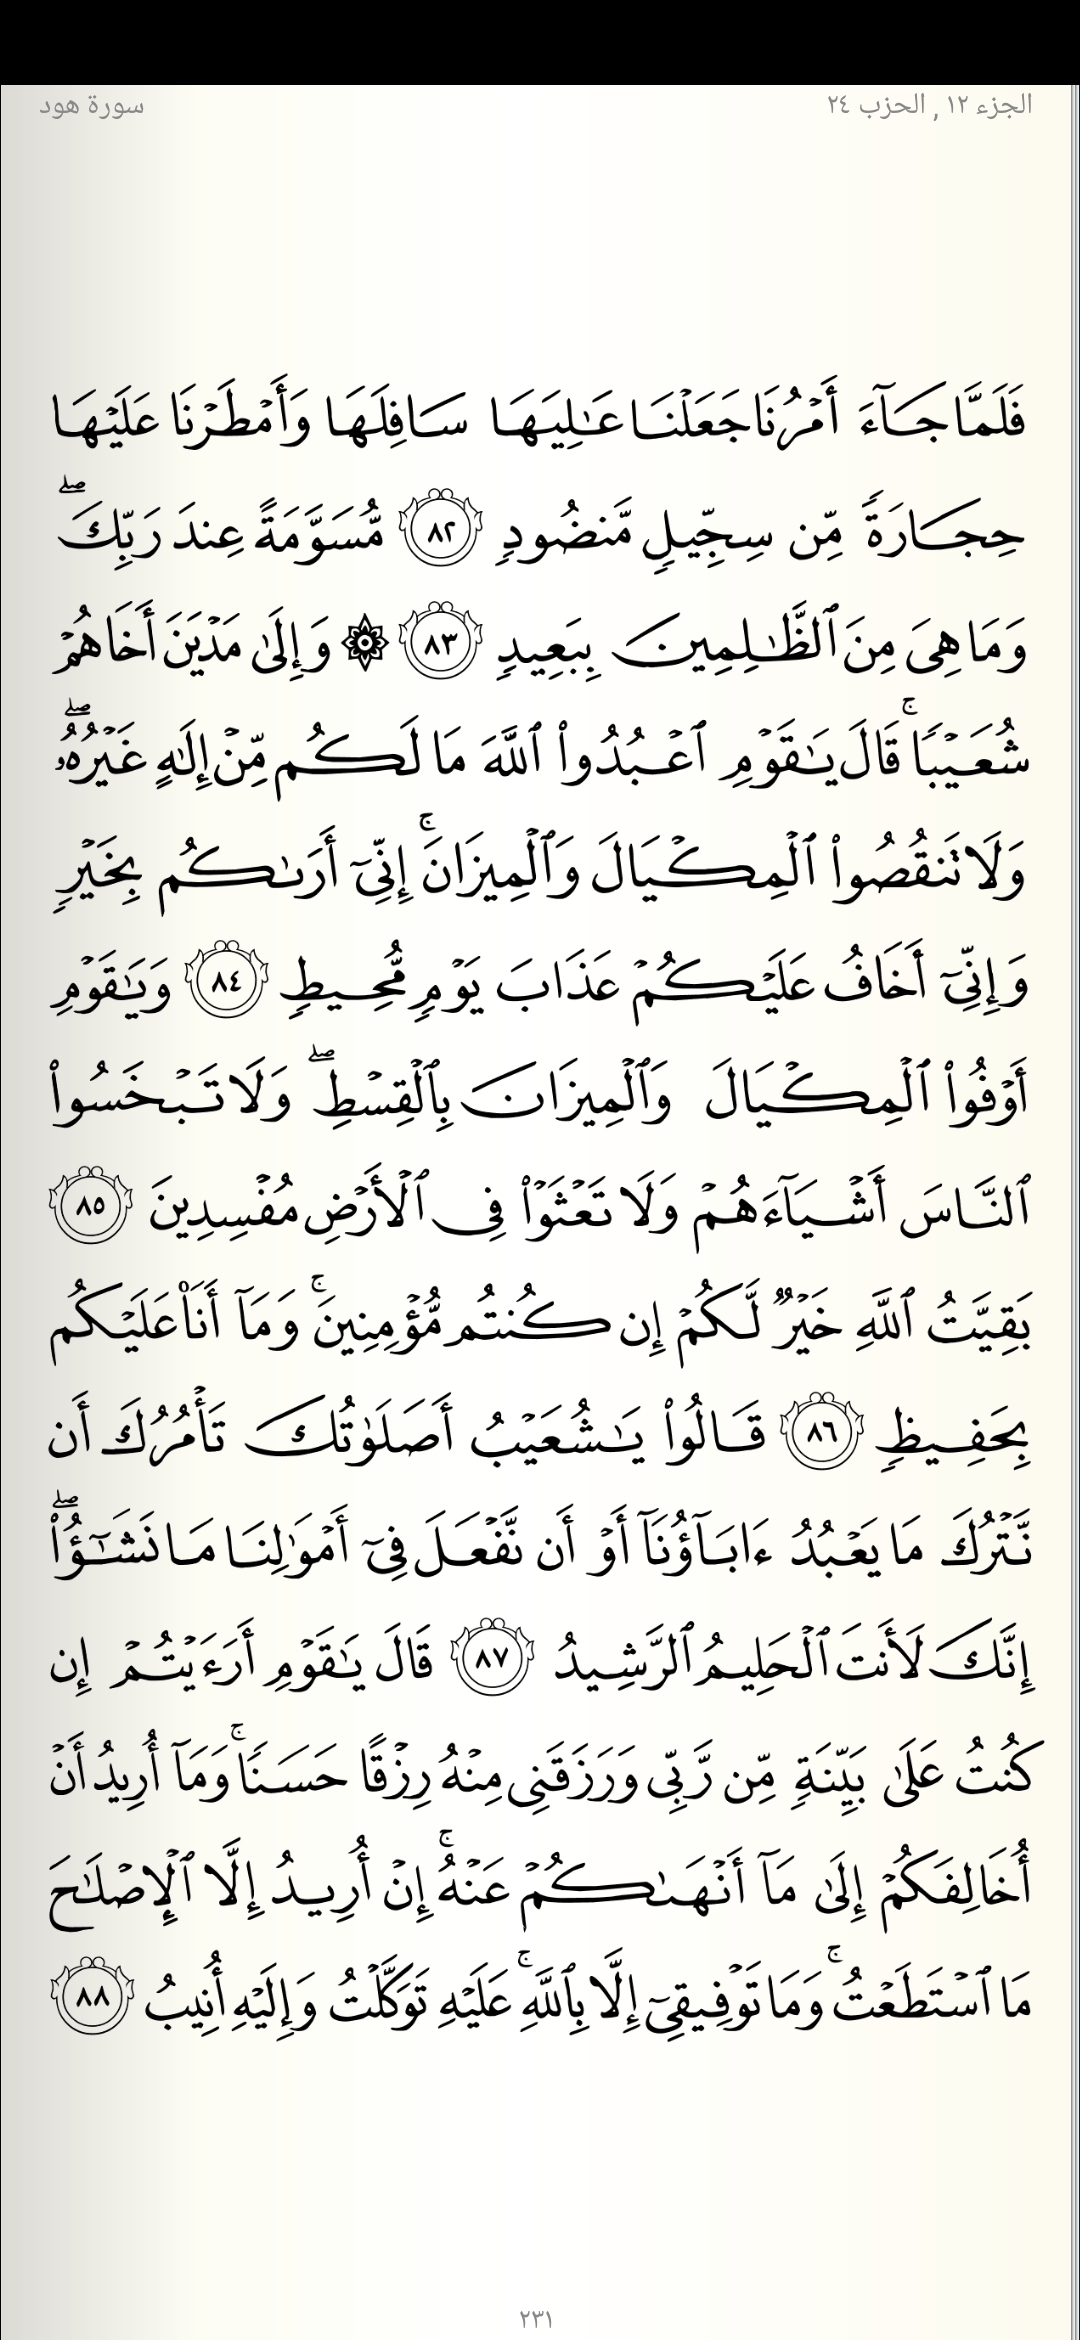 الجزء ١٢ , الحزب ٢٤
سورة هود
فَلَمَّا جَآءَ أَمۡرُنَا جَعَلۡنَا عَٰلِيَهَا سَافِلَهَا وَأَمۡطَرۡنَا عَلَيۡهَا
حِجَارَةٗ مِّن سِجِّيلٖ مَّنضُودٖ ٨٢ مُّسَوَّمَةً عِندَ رَبِّكَۖ
وَمَا هِيَ مِنَ ٱلظَّٰلِمِينَ بِبَعِيدٖ ٨٣ ۞ وَإِلَىٰ مَدۡيَنَ أَخَاهُمۡ
شُعَيۡبٗاۚ قَالَ يَٰقَوۡمِ ٱعۡبُدُواْ ٱللَّهَ مَا لَكُم مِّنۡ إِلَٰهٍ غَيۡرُهُۥۖ
وَلَا تَنقُصُواْ ٱلۡمِكۡيَالَ وَٱلۡمِيزَانَۚ إِنِّيٓ أَرَىٰكُم بِخَيۡرٖ
وَإِنِّيٓ أَخَافُ عَلَيۡكُمۡ عَذَابَ يَوۡمٖ مُّحِيطٖ ٨٤ وَيَٰقَوۡمِ
أَوۡفُواْ ٱلۡمِكۡيَالَ وَٱلۡمِيزَانَ بِٱلۡقِسۡطِۖ وَلَا تَبۡخَسُواْ
ٱلنَّاسَ أَشۡيَآءَهُمۡ وَلَا تَعۡثَوۡاْ فِي ٱلۡأَرۡضِ مُفۡسِدِينَ ٨٥
بَقِيَّتُ ٱللَّهِ خَيۡرٞ لَّكُمۡ إِن كُنتُم مُّؤۡمِنِينَۚ وَمَآ أَنَا۠ عَلَيۡكُم
بِحَفِيظٖ ٨٦ قَالُواْ يَٰشُعَيۡبُ أَصَلَوٰتُكَ تَأۡمُرُكَ أَن
نَّتۡرُكَ مَا يَعۡبُدُ ءَابَآؤُنَآ أَوۡ أَن نَّفۡعَلَ فِيٓ أَمۡوَٰلِنَا مَا نَشَٰٓؤُاْۖ
إِنَّكَ لَأَنتَ ٱلۡحَلِيمُ ٱلرَّشِيدُ ٨٧ قَالَ يَٰقَوۡمِ أَرَءَيۡتُمۡ إِن
كُنتُ عَلَىٰ بَيِّنَةٖ مِّن رَّبِّي وَرَزَقَنِي مِنۡهُ رِزۡقًا حَسَنٗاۚ وَمَآ أُرِيدُ أَنۡ
أُخَالِفَكُمۡ إِلَىٰ مَآ أَنۡهَىٰكُمۡ عَنۡهُۚ إِنۡ أُرِيدُ إِلَّا ٱلۡإِصۡلَٰحَ
مَا ٱسۡتَطَعۡتُۚ وَمَا تَوۡفِيقِيٓ إِلَّا بِٱللَّهِۚ عَلَيۡهِ تَوَكَّلۡتُ وَإِلَيۡهِ أُنِيبُ ٨٨
٢٣١